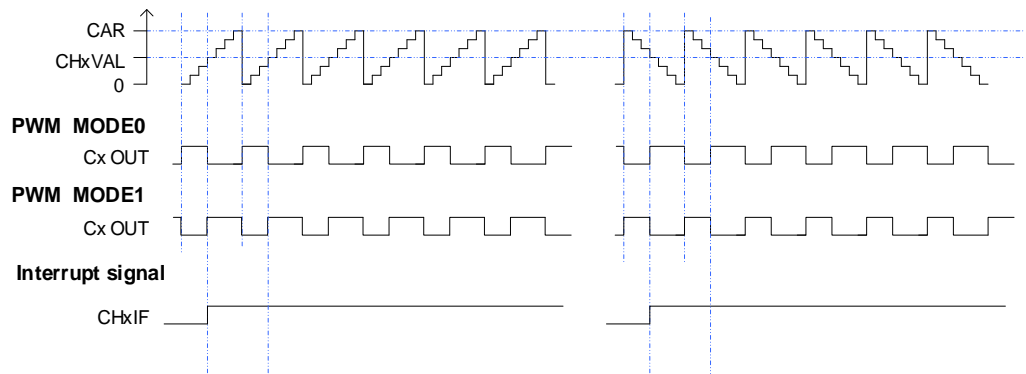 CAR
CHxVAL
0
PWM MODE0
Cx OUT
PWM MODE1
Cx OUT
Interrupt signal
CHxIF